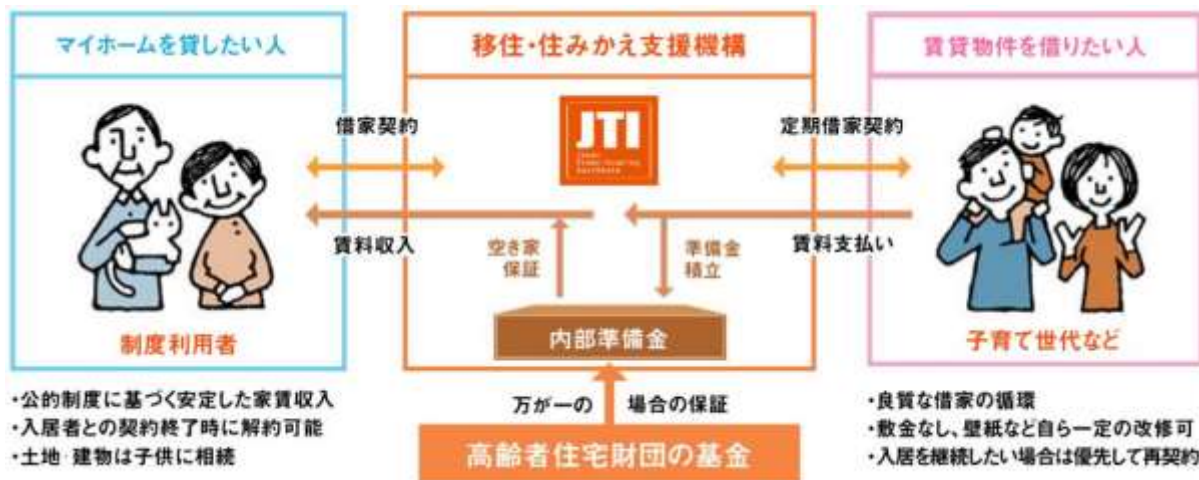 マイホームを貸したい人
移住・住みかえ支援機構
賃貸物件を借りたい人
借家契約
JTI
定期借家契約
賃料収入
空き家
保証
準備金
積立
賃料支払い
制度利用者
内部準備金
子育て世代など
・公的制度に基づく安定した家賃収入
・入居者との契約終了時に解約可能
・土地・建物は子供に相続
万が一の 場合の保証
高齢者住宅財団の基金
・良質な借家の循環
・敷金なし、壁紙など自ら一定の改修可
・入居を継続したい場合は優先して再契約